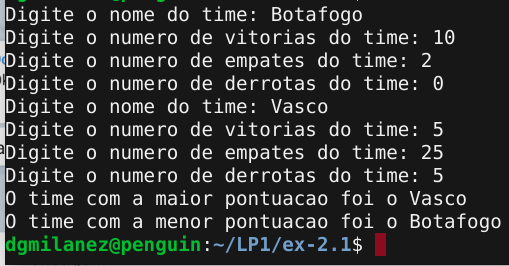 Digite o nome do time: Botafogo
Digite o numero de vitorias do time: 10
Digite o numero de empates do time: 2
Digite o numero de derrotas do time: 0
Digite o nome do time: Vasco
Digite o numero de vitorias do time: 5
Digite o numero de empates do time: 25
Digite o numero de derrotas do time: 5
O time com a maior pontuacao foi o Vasco
O time com a menor pontuacao foi o Botafogo
dgmilanez@penguin:~/LP1/ex-2.1$